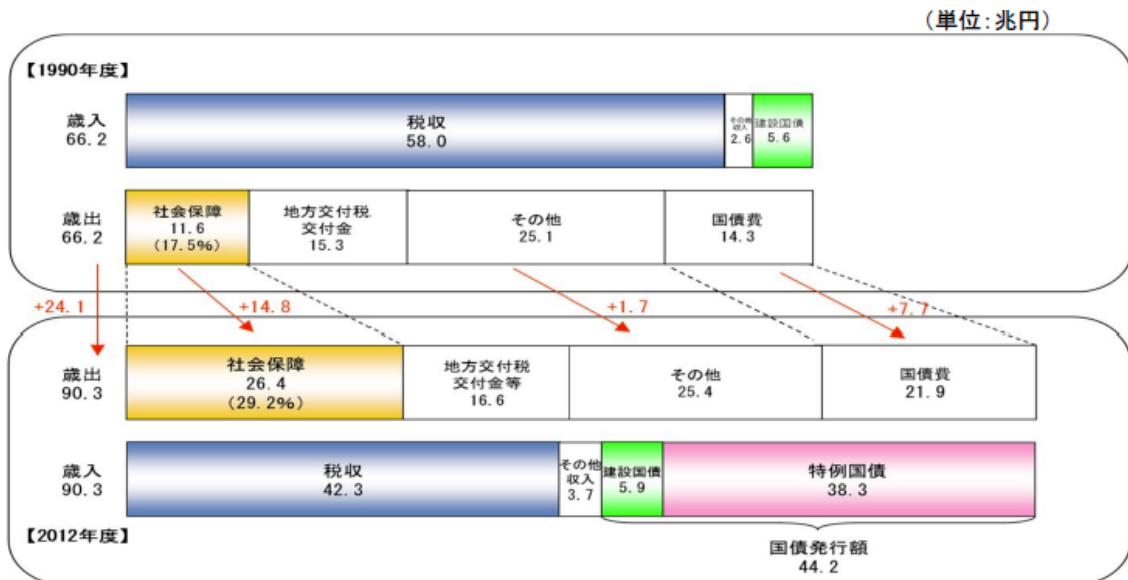 (単位:兆円)
【1990年度】
歳入
66.2
税収
58.0
その他
収入
2.6
建設国債
5.6
歳出
66.2
社会保障
11.6
(17.5%)
地方交付税
交付金
15.3
その他
25.1
国債費
14.3
+24.1
+14.8
+1.7
+7.7
歳出
90.3
社会保障
26.4
(29.2%)
地方交付税
交付金等
16.6
その他
25.4
国債費
21.9
歳入
90.3
税収
42.3
その他
収入
3.7
建設国債
5.9
特例国債
38.3
【2012年度】
国債発行額
44.2